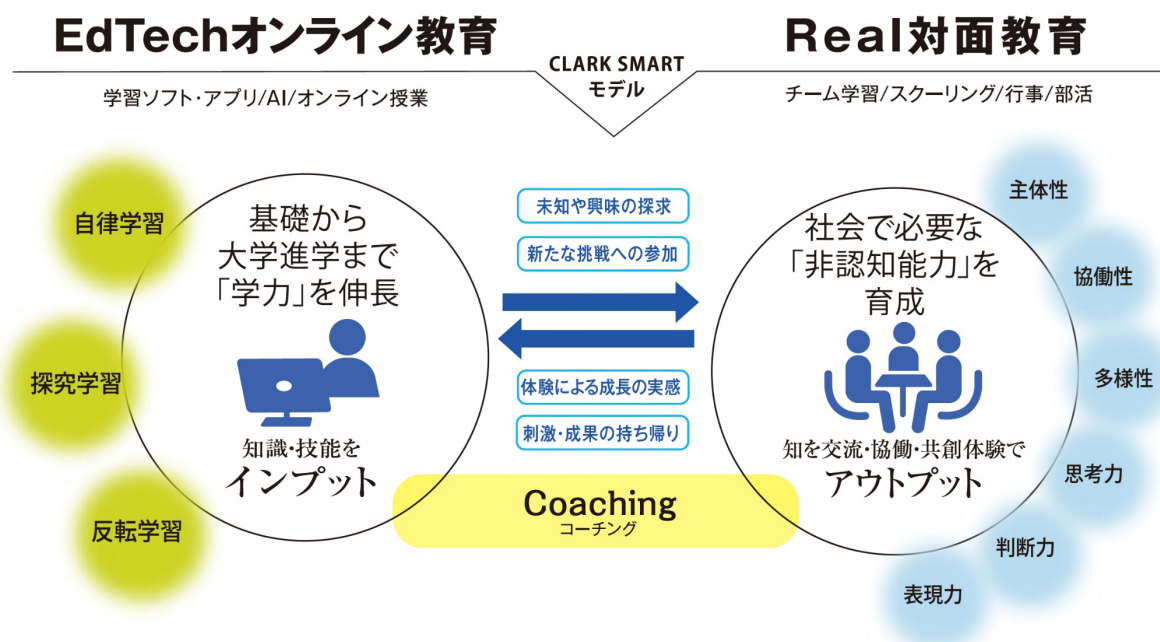 EdTechオンライン教育
学習ソフト・アプリ/AI/オンライン授業
CLARK SMART
モデル
Real対面教育
チーム学習/スクーリング/行事/部活
自律学習
探究学習
反転学習
基礎から
大学進学まで
「学力」を伸長
知識・技能を
インプット
未知や興味の探求
新たな挑戦への参加
体験による成長の実感
刺激・成果の持ち帰り
Coaching
コーチング
社会で必要な
「非認知能力」を
育成
知を交流・協働・共創体験で
アウトプット
主体性
協働性
多様性
思考力
判断力
表現力